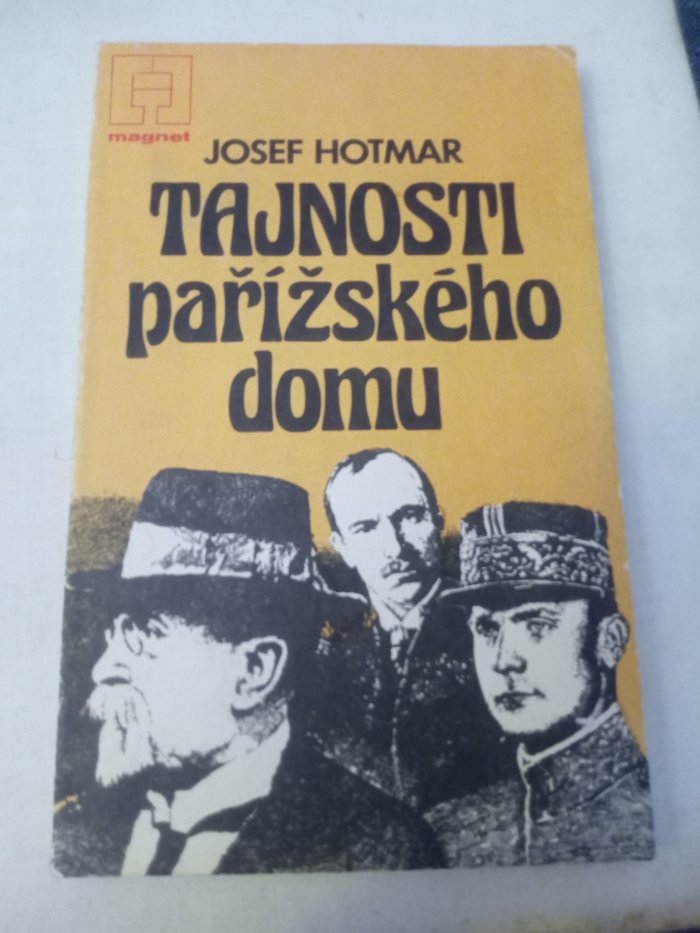 magnet
JOSEF HOTMAR
TAJNOSTI
pařížského
domu